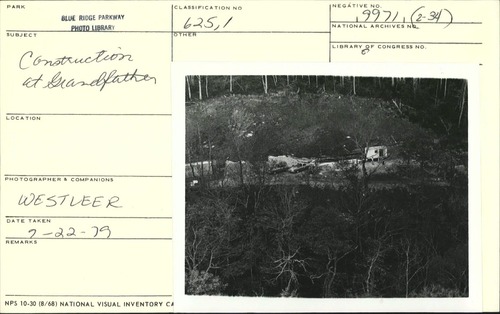 PARK
BLUE RIDGE PARKWAY
PHOTO LIBRARY
CLASSIFICATION NO
625,1
NEGATIVE NO.
9971, (2-34)
SUBJECT
Construction
at Grandfather
OTHER
NATIONAL ARCHIVES NO.
LIBRARY OF CONGRESS NO.
LOCATION
PHOTOGRAPHER & COMPANIONS
WESTVEER
DATE TAKEN
7-22-79
REMARKS
NPS 10-30 (8/68) NATIONAL VISUAL INVENTORY CA